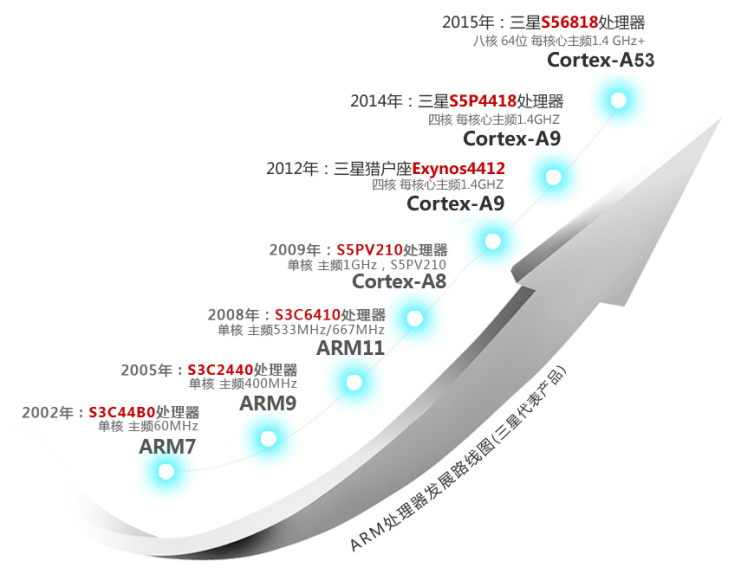 2015年：三星S56818处理器
八核 64位 每核心主频1.4 GHz+
Cortex-A53
2014年：三星S5P4418处理器
四核 每核心主频1.4GHZ
Cortex-A9
2012年：三星猎户座Exynos4412
四核 每核心主频1.4GHZ
Cortex-A9
2009年：S5PV210处理器
单核 主频1GHz，S5PV210
Cortex-A8
2008年：S3C6410处理器
单核 主频533MHz/667MHz
ARM11
2005年：S3C2440处理器
单核 主频400MHz
ARM9
2002年：S3C44B0处理器
单核 主频60MHz
ARM7
ARM处理器发展路线图(三星代表产品)